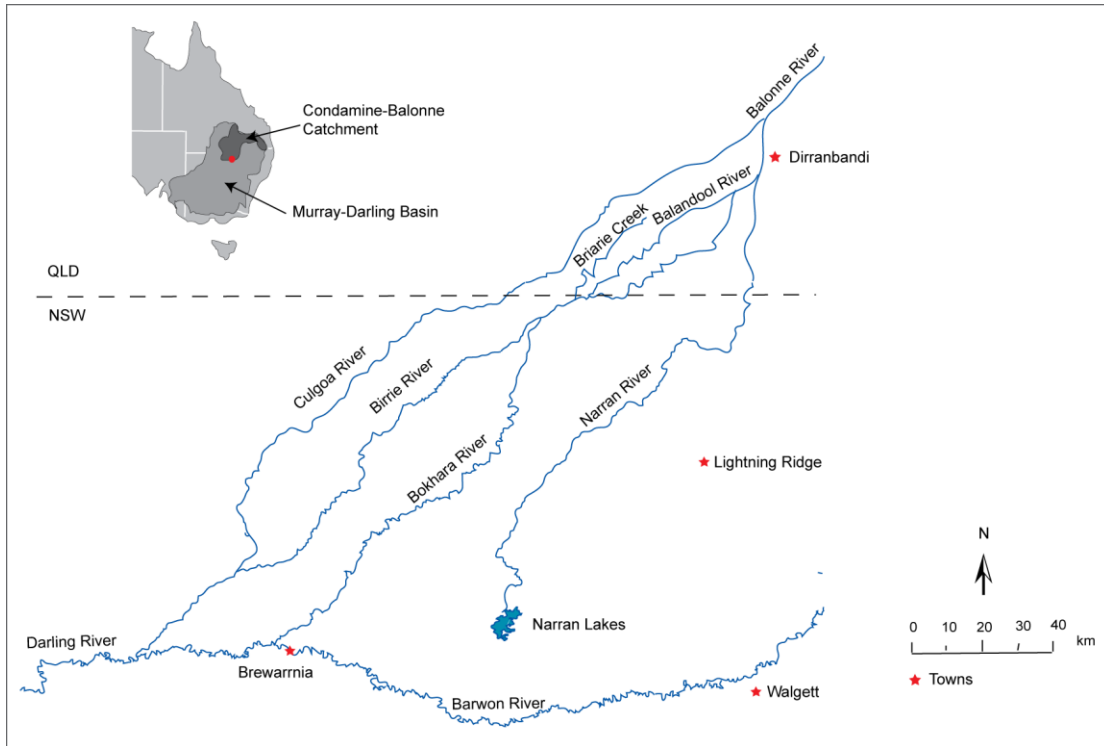 Condamine-Balonne
Catchment
Murray-Darling Basin
Balonne River
Dirranbandi
Balandool River
Briarie Creek
QLD
NSW
Culgoa River
Birrie River
Narran River
Bokhara River
Lightning Ridge
N
Narran Lakes
Darling River
Brewarrnia
Barwon River
Walgett
0 10 20 30 40
km
Towns